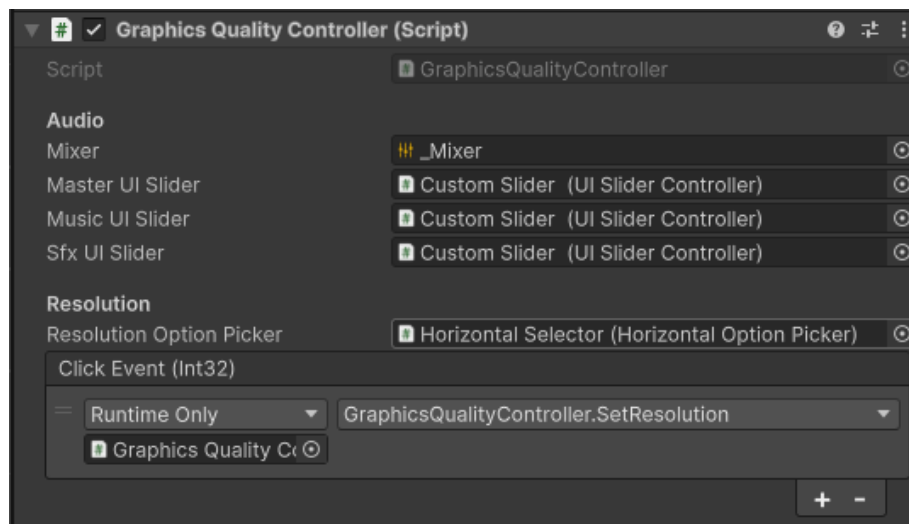 Graphics Quality Controller (Script)
Script GraphicsQualityController
Audio
Mixer _Mixer
Master UI Slider Custom Slider (UI Slider Controller)
Music UI Slider Custom Slider (UI Slider Controller)
Sfx UI Slider Custom Slider (UI Slider Controller)
Resolution
Resolution Option Picker Horizontal Selector (Horizontal Option Picker)
Click Event (Int32)
Runtime Only GraphicsQualityController.SetResolution
Graphics Quality Co
+ -